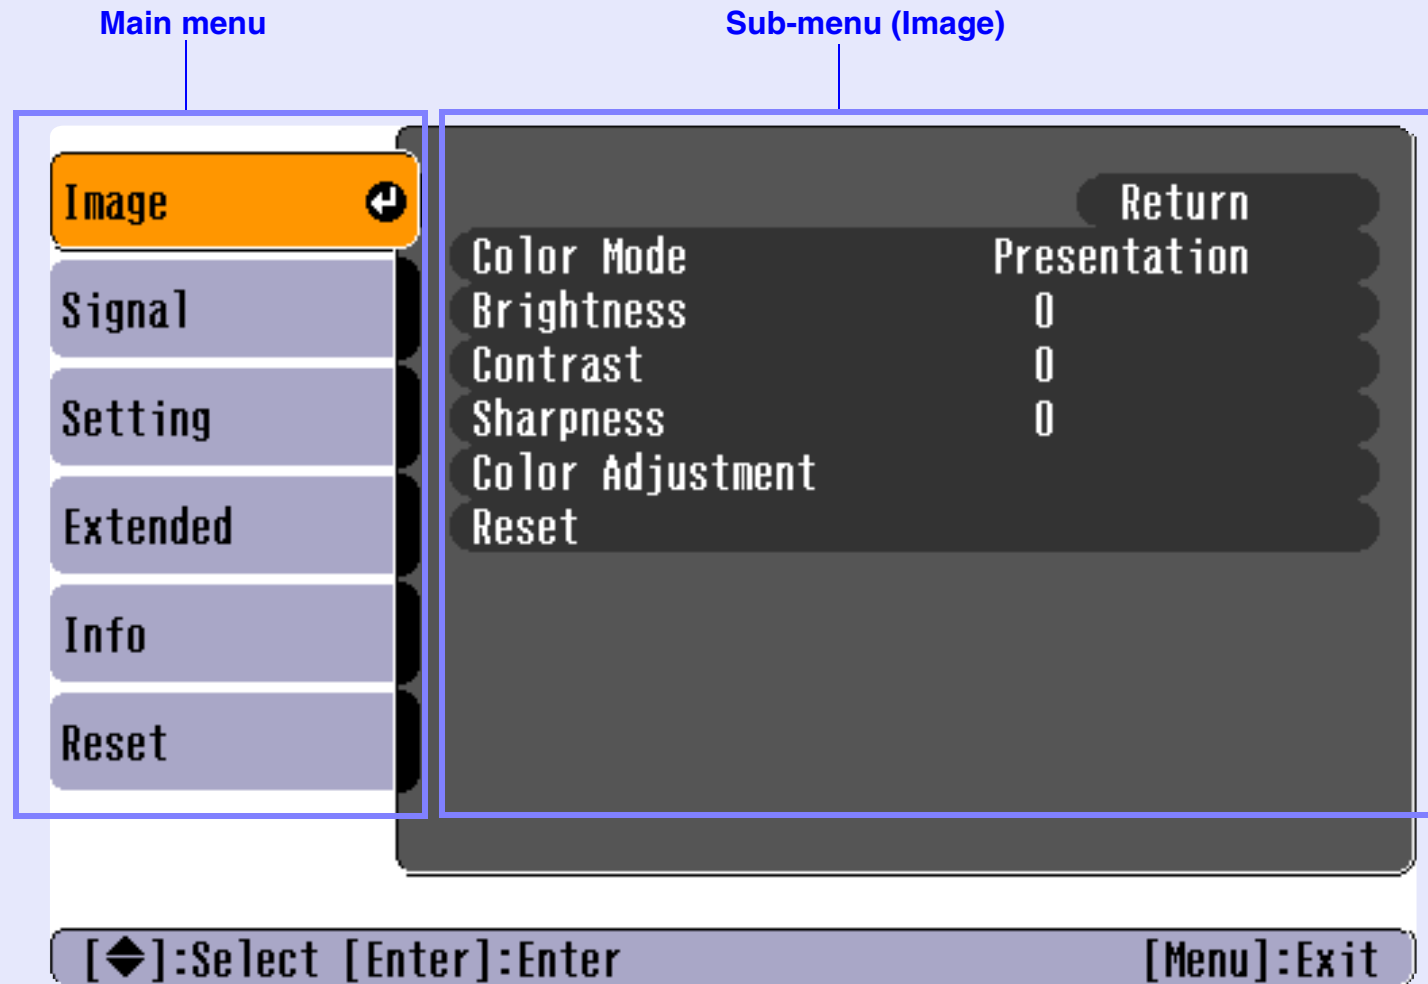 Main menu
Sub-menu (Image)
Image
Signal
Setting
Extended
Info
Reset
Return
Color Mode Presentation
Brightness 0
Contrast 0
Sharpness 0
Color Adjustment
Reset
[◆]:Select [Enter]:Enter [Menu]:Exit